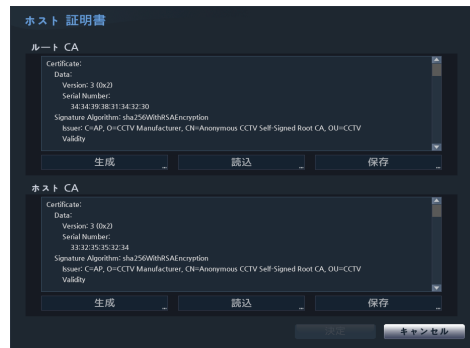 ホスト 証明書
ルート CA
Certificate:
Data:
Version: 3 (0x2)
Serial Number:
34:34:39:38:31:34:32:30
Signature Algorithm: sha256WithRSAEncryption
Issuer: C=AP, O=CCTV Manufacturer, CN=Anonymous CCTV Self-Signed Root CA, OU=CCTV
Validity
生成 ... 読込 ... 保存 ...
ホスト CA
Certificate:
Data:
Version: 3 (0x2)
Serial Number:
33:32:35:35:32:34
Signature Algorithm: sha256WithRSAEncryption
Issuer: C=AP, O=CCTV Manufacturer, CN=Anonymous CCTV Self-Signed Root CA, OU=CCTV
Validity
生成 ... 読込 ... 保存 ...
キャンセル